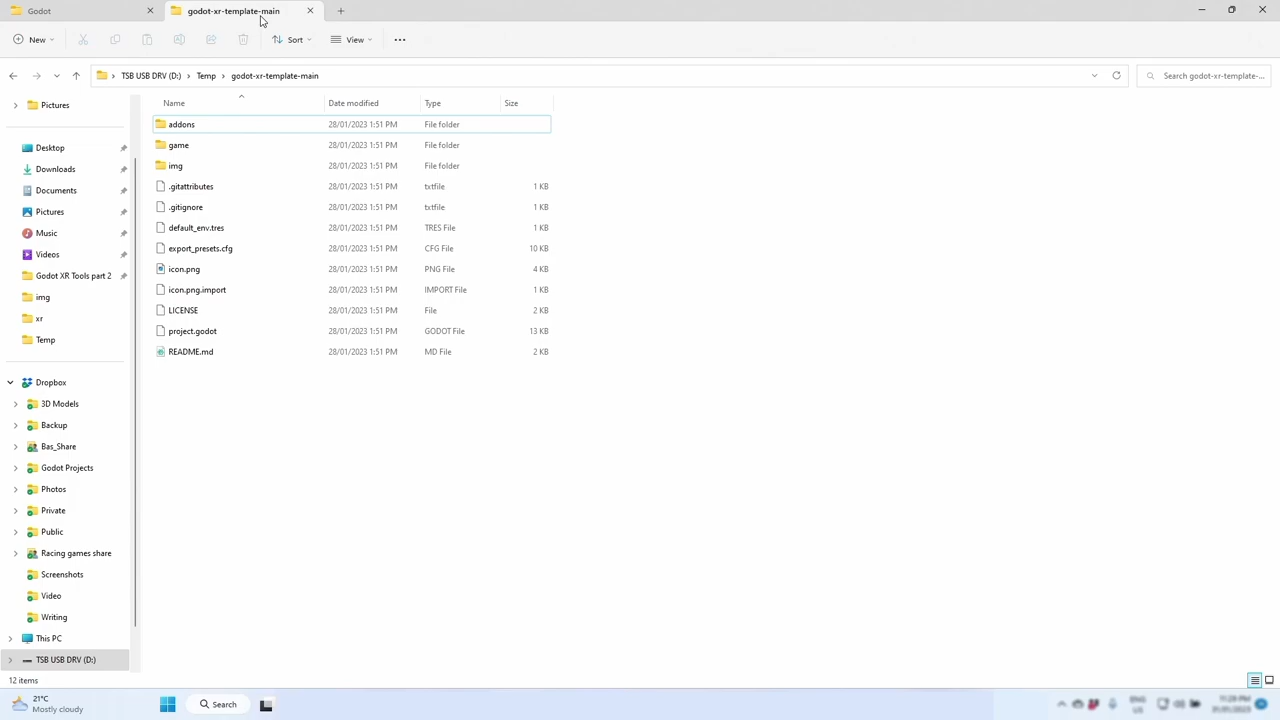 Godot
godot-xr-template-main
New
Sort
View
TSB USB DRV (D:) Temp godot-xr-template-main
Search godot-xr-template-...
Name Date modified Type Size
addons 28/01/2023 1:51 PM File folder
game 28/01/2023 1:51 PM File folder
img 28/01/2023 1:51 PM File folder
.gitattributes 28/01/2023 1:51 PM txtfile 1 KB
.gitignore 28/01/2023 1:51 PM txtfile 1 KB
default_env.tres 28/01/2023 1:51 PM TRES File 1 KB
export_presets.cfg 28/01/2023 1:51 PM CFG File 10 KB
icon.png 28/01/2023 1:51 PM PNG File 4 KB
icon.png.import 28/01/2023 1:51 PM IMPORT File 1 KB
LICENSE 28/01/2023 1:51 PM File 2 KB
project.godot 28/01/2023 1:51 PM GODOT File 13 KB
README.md 28/01/2023 1:51 PM MD File 2 KB
Pictures
Desktop
Downloads
Documents
Pictures
Music
Videos
Godot XR Tools part 2
img
xr
Temp
Dropbox
3D Models
Backup
Bas_Share
Godot Projects
Photos
Private
Public
Racing games share
Screenshots
Video
Writing
This PC
TSB USB DRV (D:)
12 items
21°C
Mostly cloudy
Search